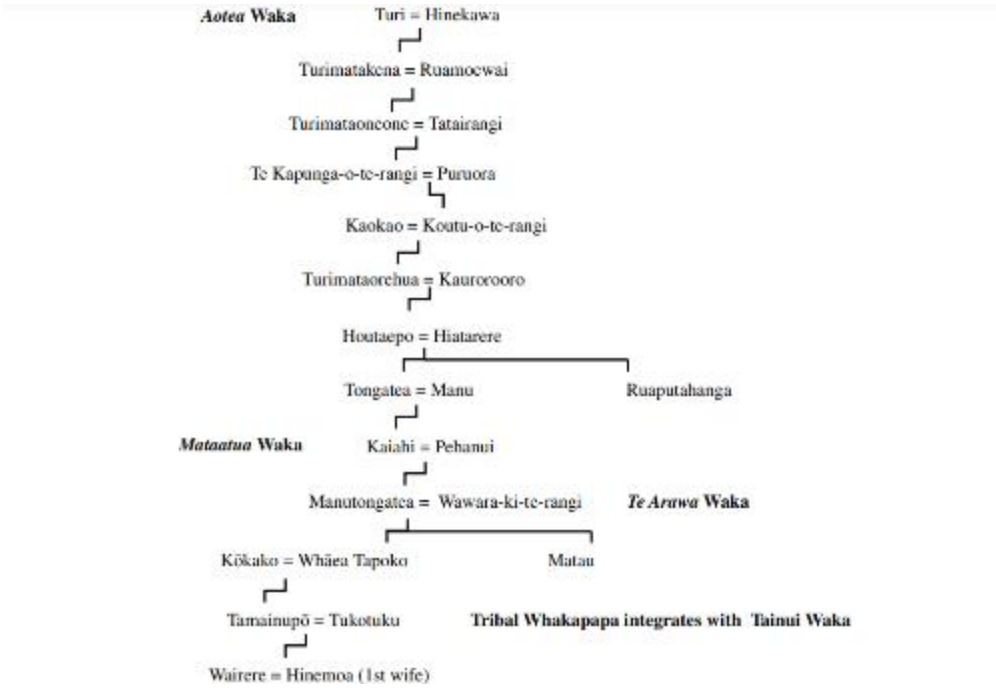 Aotea Waka Turi = Hinekawa
Turimatakena = Ruamoewai
Turimataoneone = Tatairangi
Te Kapunga-o-te-rangi = Puruora
Kaokao = Koutu-o-te-rangi
Turimataorehua = Kaurorooro
Houtaepo = Hiatarere
Tongatea = Manu Ruaputahanga
Mataatua Waka Kaiahi = Pehanui
Manutongatea = Wawara-ki-te-rangi Te Arawa Waka
Kōkako = Whāea Tapoko Matau
Tamainupō = Tukotuku Tribal Whakapapa integrates with Tainui Waka
Wairere = Hinemoa (1st wife)